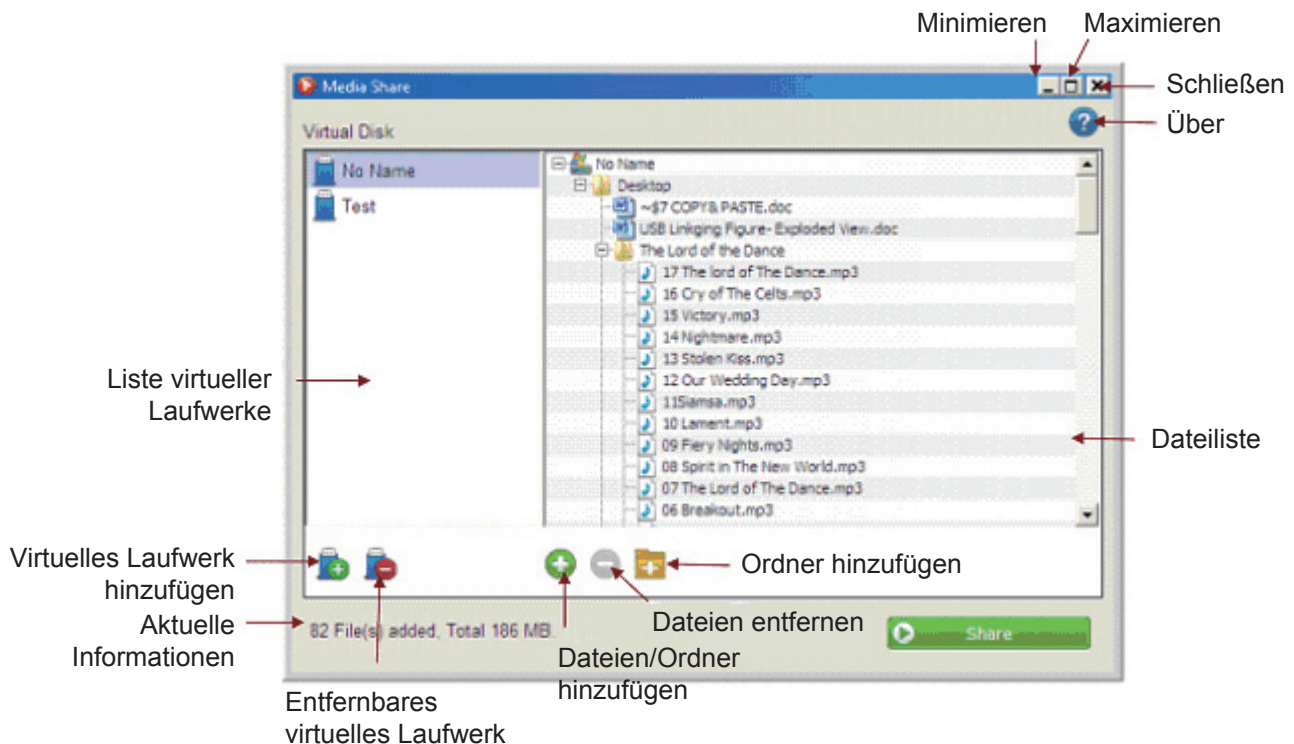 Minimieren
Maximieren
Media Share
Schließen
Virtual Disk
Über
No Name
Test
No Name
Desktop
~$7 COPY& PASTE.doc
USB Linkging Figure- Exploded View.doc
The Lord of the Dance
17 The lord of The Dance.mp3
16 Cry of The Celts.mp3
15 Victory.mp3
14 Nightmare.mp3
13 Stolen Kiss.mp3
12 Our Wedding Day.mp3
11Siamsa.mp3
10 Lament.mp3
09 Fiery Nights.mp3
08 Spirit in The New World.mp3
07 The Lord of The Dance.mp3
06 Breakout.mp3
Liste virtueller
Laufwerke
Dateiliste
Virtuelles Laufwerk
hinzufügen
Ordner hinzufügen
Aktuelle
Informationen
82 File(s) added, Total 186 MB.
Dateien entfernen
Share
Dateien/Ordner
hinzufügen
Entfernbares
virtuelles Laufwerk